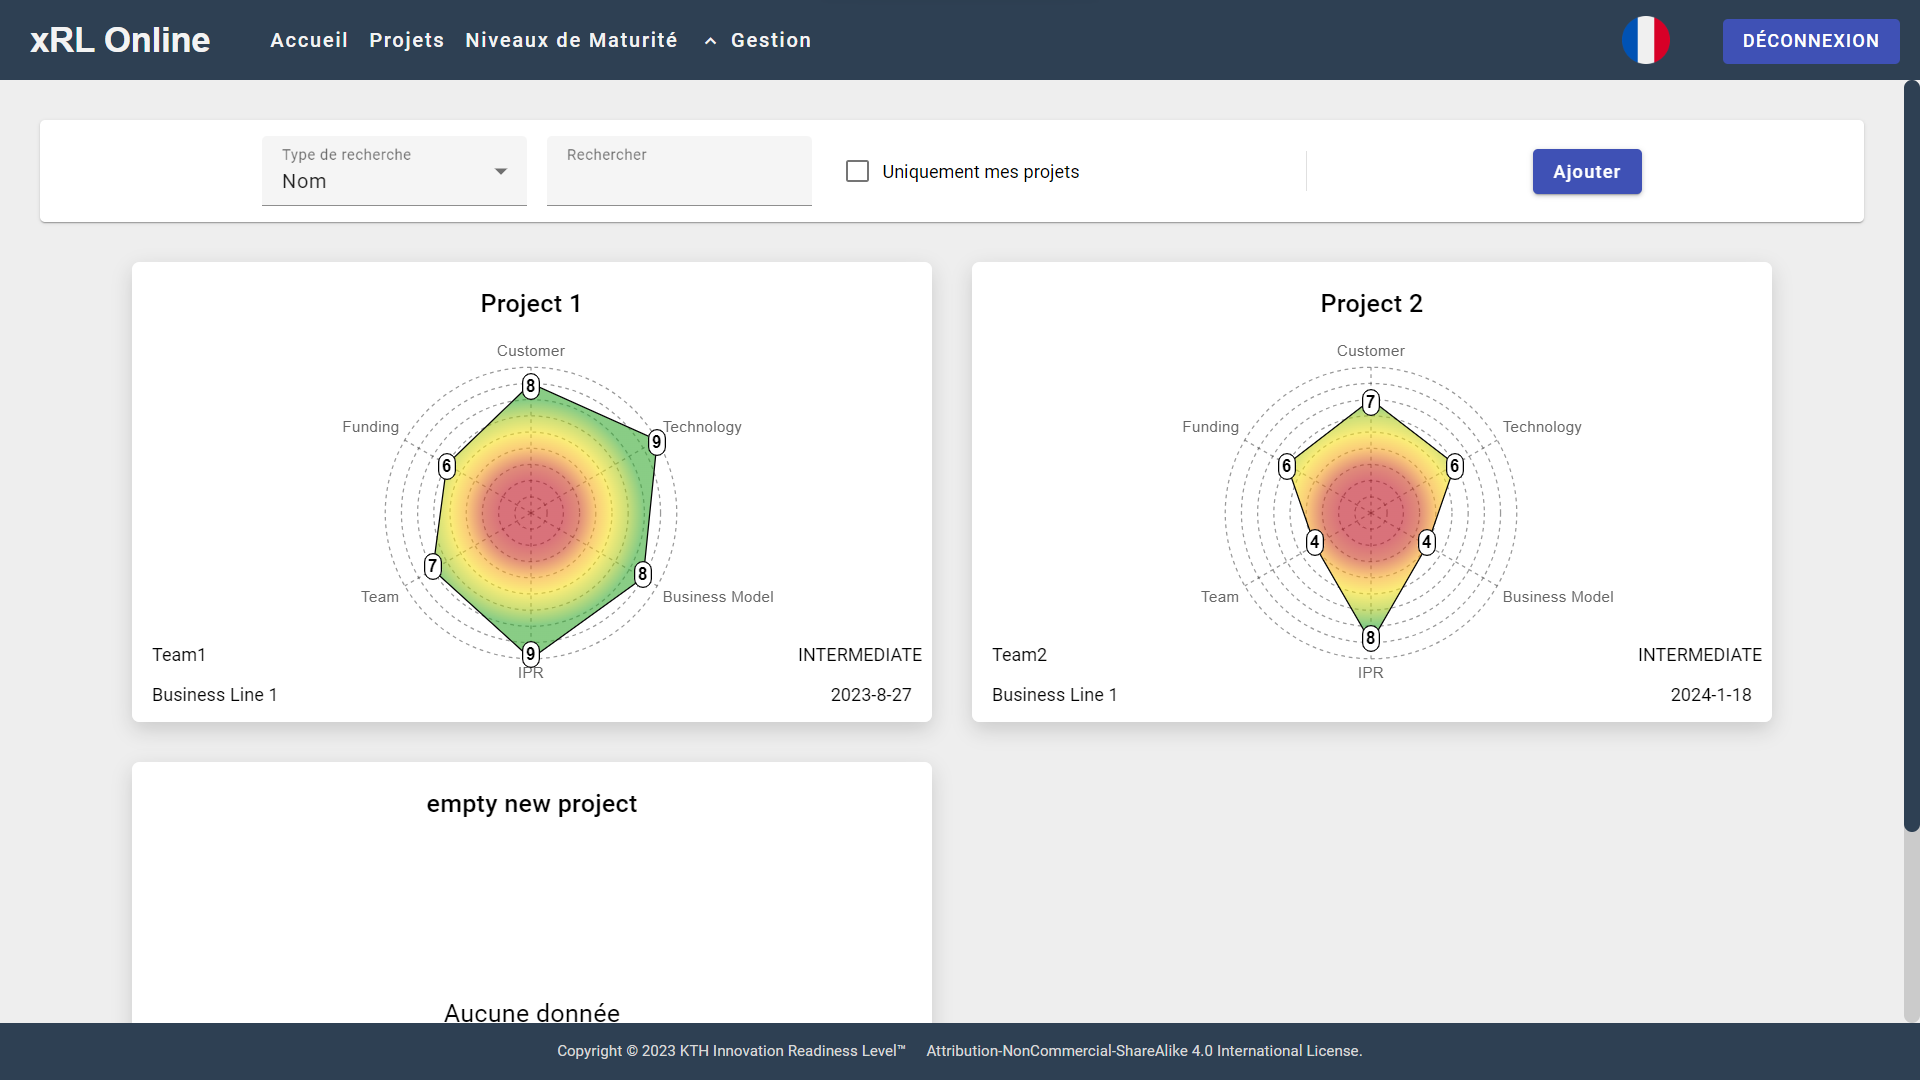 xRL Online Accueil Projets Niveaux de Maturité Gestion DÉCONNEXION
Type de recherche
Nom
Rechercher
Uniquement mes projets
Ajouter
Project 1
Customer
8
Funding
Technology
9
6
7
8
Team
Business Model
9
IPR
Team1
INTERMEDIATE
Business Line 1
2023-8-27
Project 2
Customer
7
Funding
Technology
6
6
4
4
Team
Business Model
8
IPR
Team2
INTERMEDIATE
Business Line 1
2024-1-18
empty new project
Aucune donnée
Copyright © 2023 KTH Innovation Readiness Level™ Attribution-NonCommercial-ShareAlike 4.0 International License.